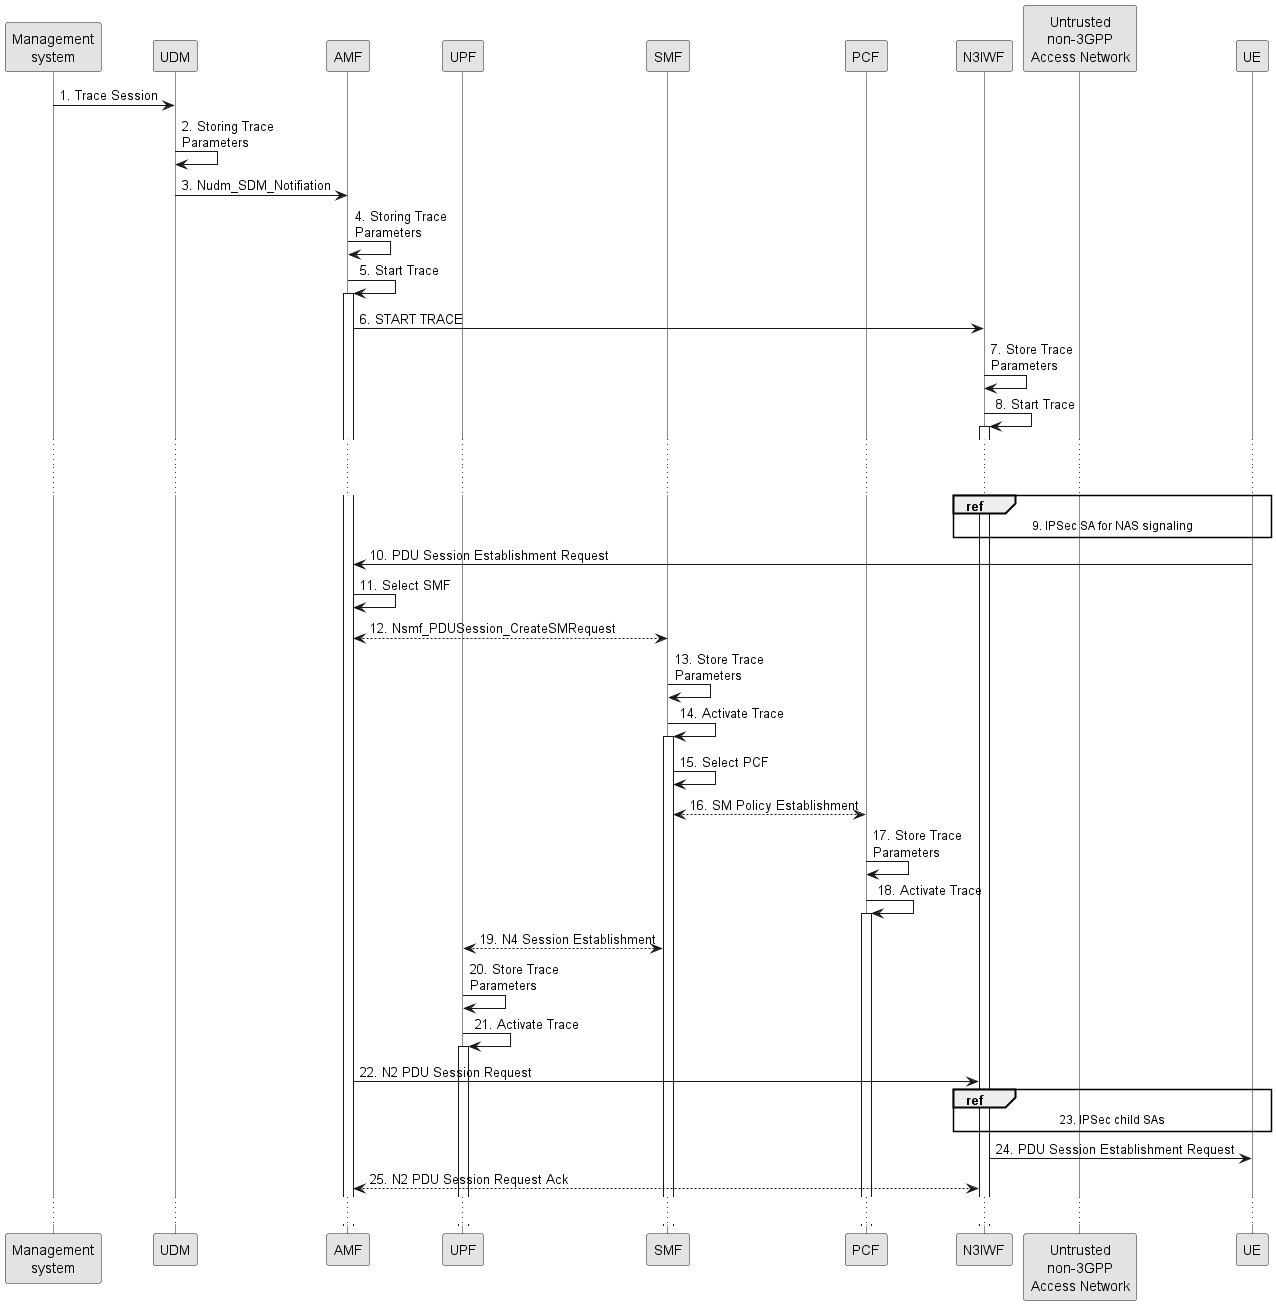 Management
system
UDM
AMF
UPF
SMF
PCF
N3IWF
Untrusted
non-3GPP
Access Network
UE
1. Trace Session
2. Storing Trace
Parameters
3. Nudm_SDM_Notifiation
4. Storing Trace
Parameters
5. Start Trace
6. START TRACE
7. Store Trace
Parameters
8. Start Trace
ref
9. IPSec SA for NAS signaling
10. PDU Session Establishment Request
11. Select SMF
12. Nsmf_PDUSession_CreateSMRequest
13. Store Trace
Parameters
14. Activate Trace
15. Select PCF
16. SM Policy Establishment
17. Store Trace
Parameters
18. Activate Trace
19. N4 Session Establishment
20. Store Trace
Parameters
21. Activate Trace
22. N2 PDU Session Request
ref
23. IPSec child SAs
24. PDU Session Establishment Request
25. N2 PDU Session Request Ack
Management
system
UDM
AMF
UPF
SMF
PCF
N3IWF
Untrusted
non-3GPP
Access Network
UE